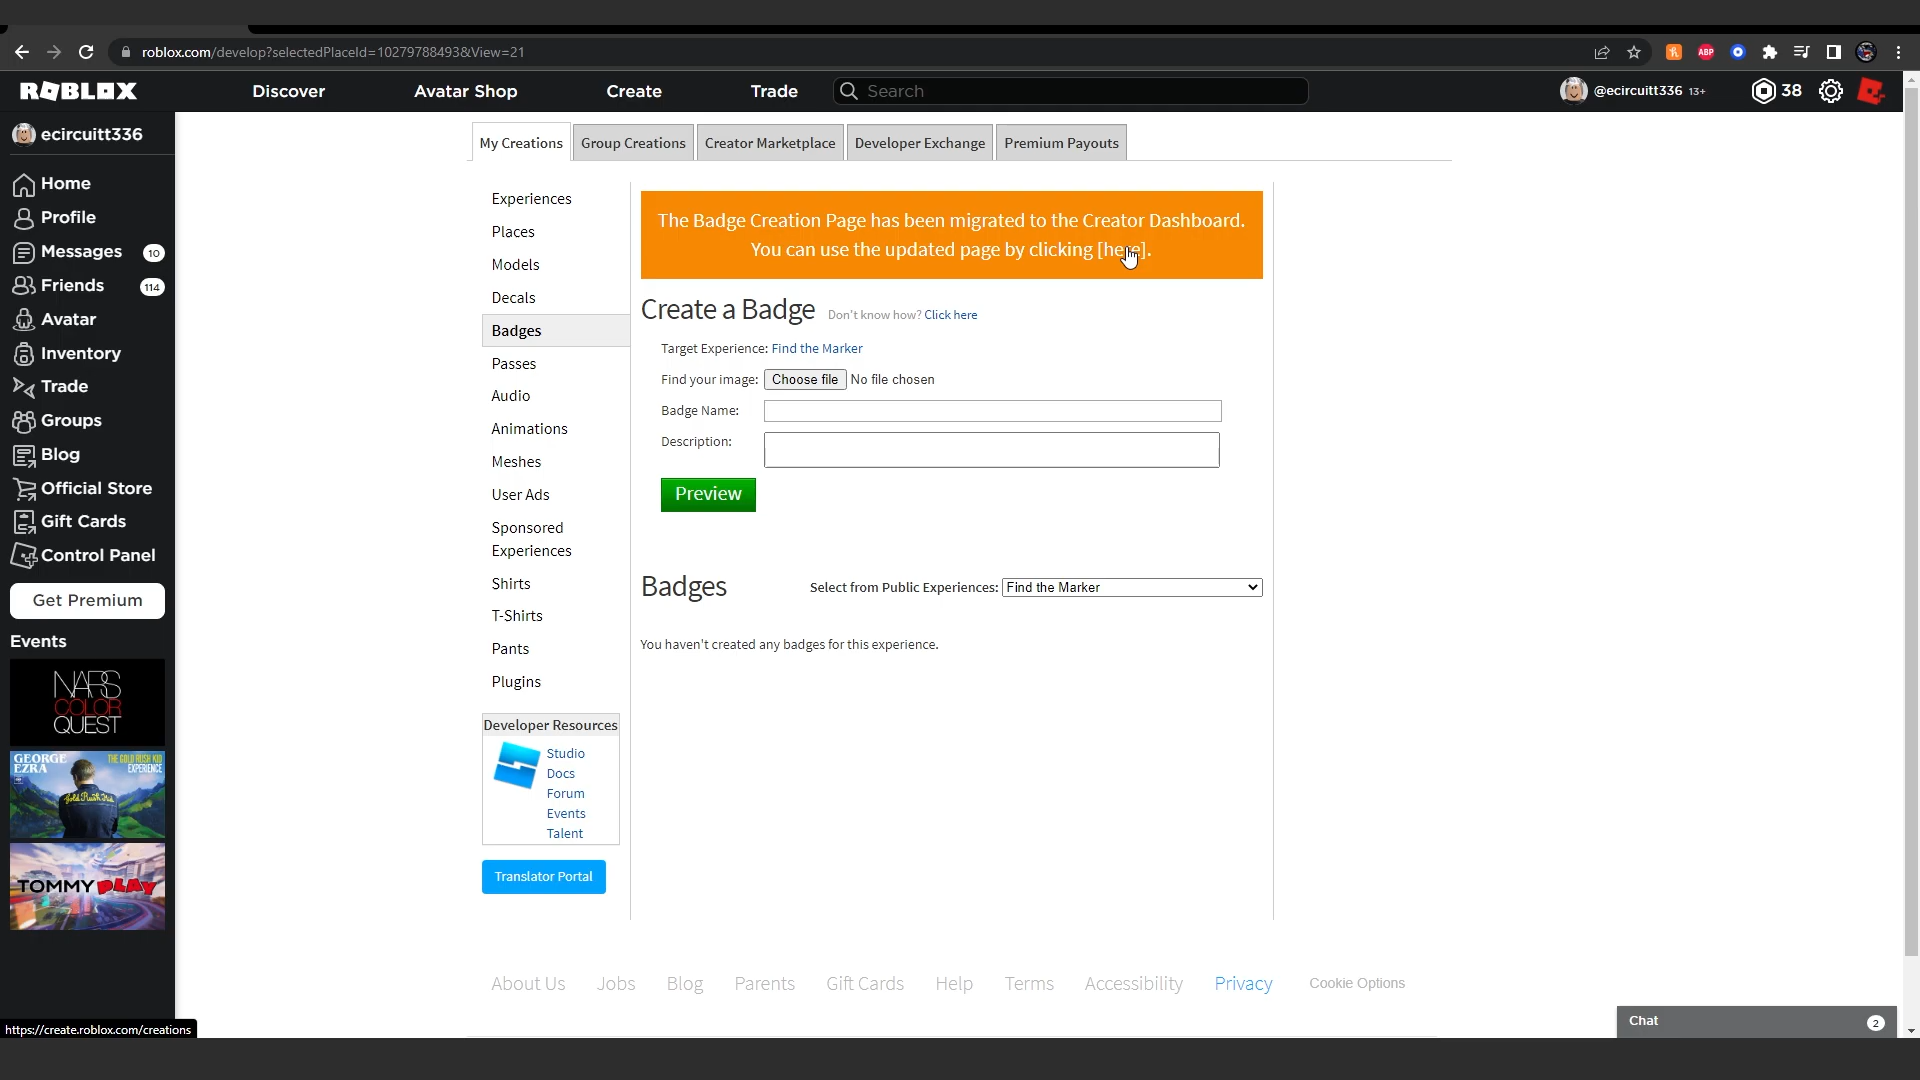 roblox.com/develop?selectedPlaceId=10279788493&View=21
ABP
ROBLOX
Discover
Avatar Shop
Create
Trade
Search
@ecircuitt336 13+
38
ecircuitt336
Home
Profile
Messages 10
Friends 114
Avatar
Inventory
Trade
Groups
Blog
Official Store
Gift Cards
Control Panel
Get Premium
Events
NARS
COLOR
QUEST
GEORGE
EZRA
THE GOLD RUSH KID
EXPERIENCE
Gold Rush Kid
TOMMY PLAY
My Creations
Group Creations
Creator Marketplace
Developer Exchange
Premium Payouts
Experiences
Places
Models
Decals
Badges
Passes
Audio
Animations
Meshes
User Ads
Sponsored
Experiences
Shirts
T-Shirts
Pants
Plugins
Developer Resources
Studio
Docs
Forum
Events
Talent
Translator Portal
The Badge Creation Page has been migrated to the Creator Dashboard.
You can use the updated page by clicking [here].
Create a Badge Don't know how? Click here
Target Experience: Find the Marker
Find your image: Choose file No file chosen
Badge Name:
Description:
Preview
Badges Select from Public Experiences: Find the Marker
You haven't created any badges for this experience.
About Us Jobs Blog Parents Gift Cards Help Terms Accessibility Privacy Cookie Options
Chat 2
https://create.roblox.com/creations